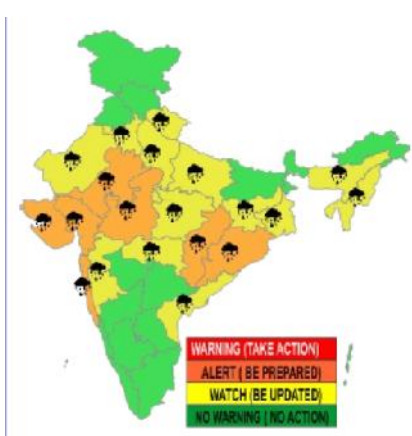 WARNING (TAKE ACTION)
ALERT ( BE PREPARED)
WATCH (BE UPDATED)
NO WARNING ( NO ACTION)